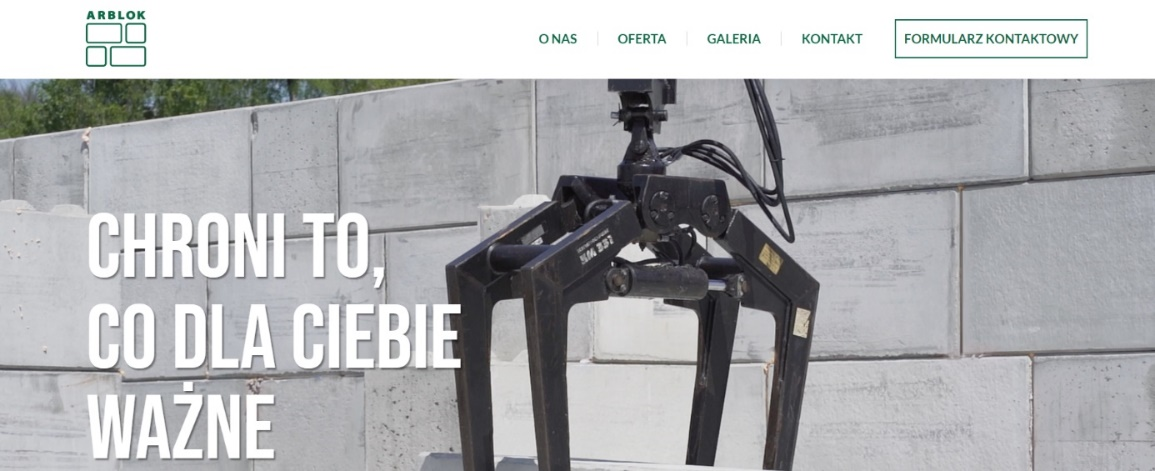 ARBLOK
O NAS
OFERTA
GALERIA
KONTAKT
FORMULARZ KONTAKTOWY
CHRONI TO,
CO DLA CIEBIE
WAŻNE